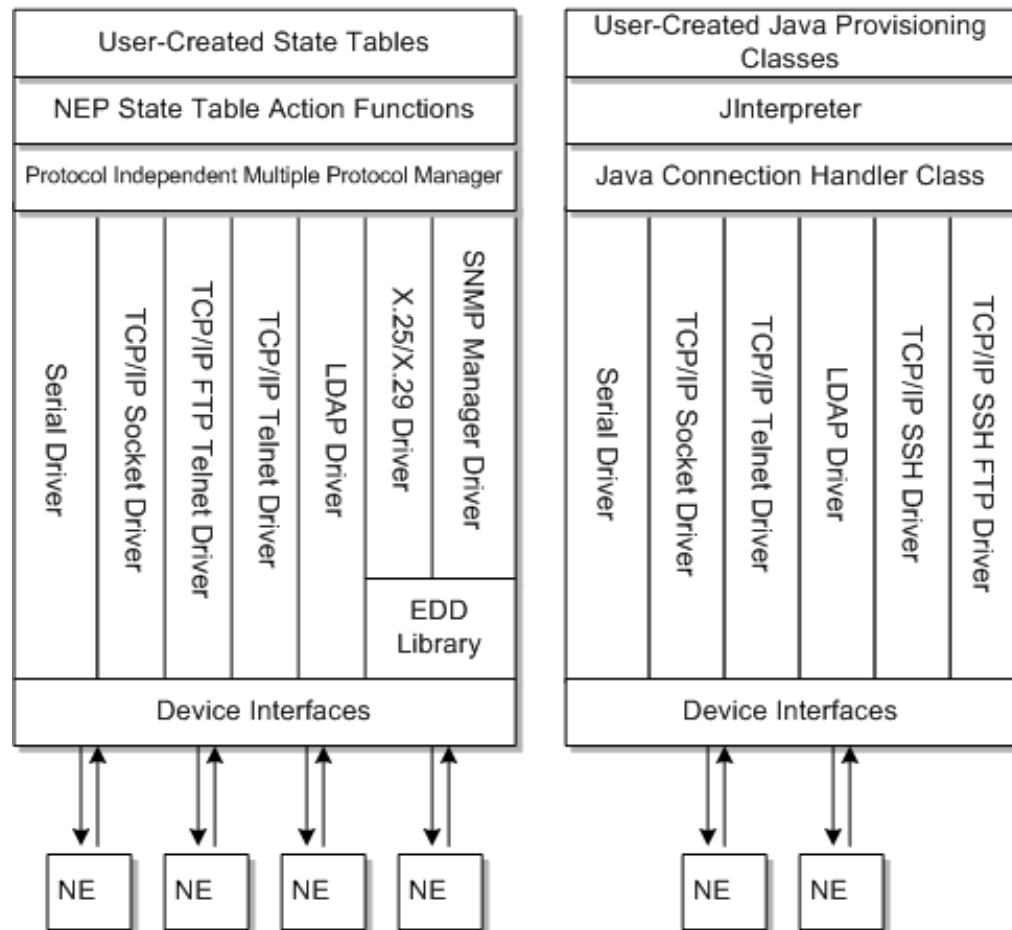 User-Created State Tables
NEP State Table Action Functions
Protocol Independent Multiple Protocol Manager
Serial Driver
TCP/IP Socket Driver
TCP/IP FTP Telnet Driver
TCP/IP Telnet Driver
LDAP Driver
X.25/X.29 Driver
SNMP Manager Driver
EDD
Library
Device Interfaces
NE
NE
NE
NE
User-Created Java Provisioning
Classes
JInterpreter
Java Connection Handler Class
Serial Driver
TCP/IP Socket Driver
TCP/IP Telnet Driver
LDAP Driver
TCP/IP SSH Driver
TCP/IP SSH FTP Driver
Device Interfaces
NE
NE